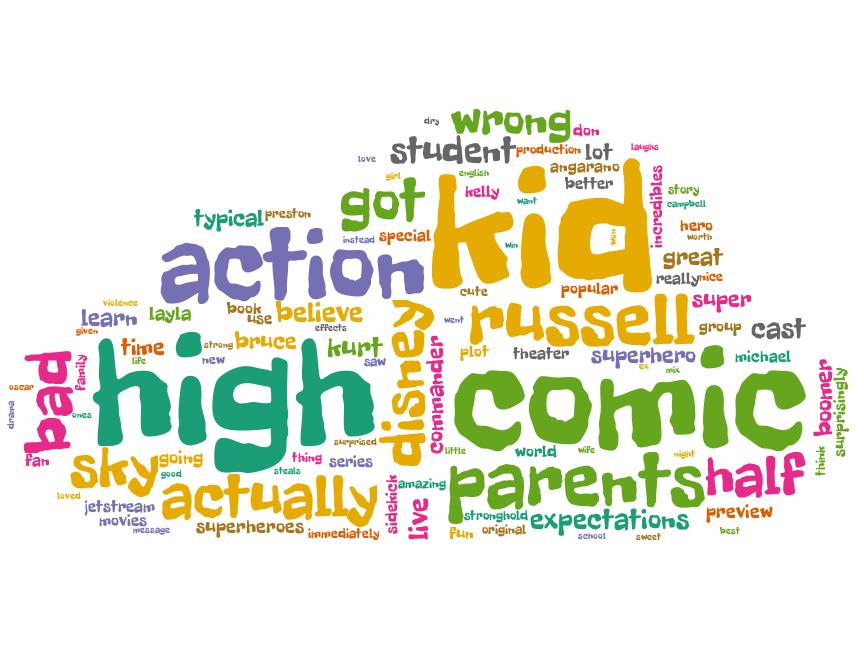 dry
wrong
don
student
production
lot
laughs
love
angarano
better
girl
english
kelly
want
got
kid
incredibles
story
campbell
typical
preston
special
instead
win
won
hero
worth
action
great
really
nice
cute
popular
super
violence
learn
layla
book
use
believe
effects
disney
went
russell
group
cast
given
time
life
strong
new
bruce
kurt
saw
commander
plot
theater
superhero
ex
mix
michael
oscar
bad
family
high
comic
boomer
surprisingly
drama
ones
surprised
fan
sky
going
good
thing
steals
series
little
world
wife
night
think
loved
actually
sidekick
amazing
live
parents
half
jetstream
movies
message
superheroes
immediately
stronghold
fun
original
expectations
school
sweet
preview
best